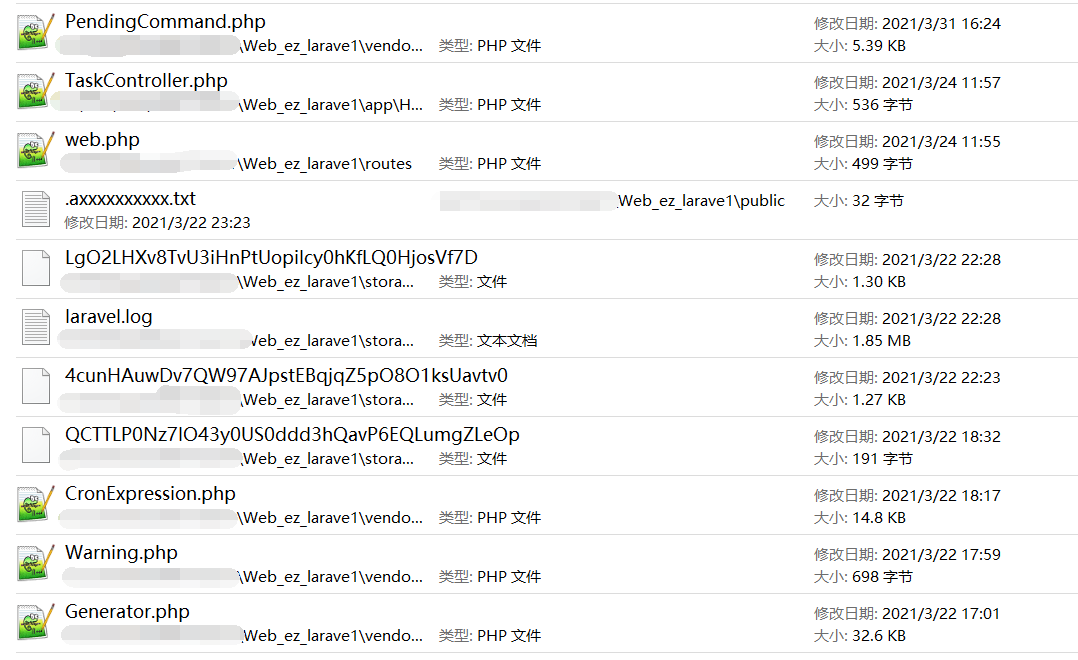 PendingCommand.php 修改日期: 2021/3/31 16:24
\Web_ez_larave1\vendo... 类型: PHP 文件 大小: 5.39 KB
TaskController.php 修改日期: 2021/3/24 11:57
\Web_ez_larave1\app\H... 类型: PHP 文件 大小: 536 字节
web.php 修改日期: 2021/3/24 11:55
\Web_ez_larave1\routes 类型: PHP 文件 大小: 499 字节
.axxxxxxxxxx.txt Web_ez_larave1\public 大小: 32 字节
修改日期: 2021/3/22 23:23
LgO2LHXv8TvU3iHnPtUopiIcy0hKfLQ0HjosVf7D 修改日期: 2021/3/22 22:28
\Web_ez_larave1\stora... 类型: 文件 大小: 1.30 KB
laravel.log 修改日期: 2021/3/22 22:28
Web_ez_larave1\stora... 类型: 文本文档 大小: 1.85 MB
4cunHAuwDv7QW97AJpstEBqjqZ5pO8O1ksUavtv0 修改日期: 2021/3/22 22:23
\Web_ez_larave1\stora... 类型: 文件 大小: 1.27 KB
QCTTLP0Nz7IO43y0US0ddd3hQavP6EQLumgZLeOp 修改日期: 2021/3/22 18:32
\Web_ez_larave1\stora... 类型: 文件 大小: 191 字节
CronExpression.php 修改日期: 2021/3/22 18:17
\Web_ez_larave1\vendo... 类型: PHP 文件 大小: 14.8 KB
Warning.php 修改日期: 2021/3/22 17:59
\Web_ez_larave1\vendo... 类型: PHP 文件 大小: 698 字节
Generator.php 修改日期: 2021/3/22 17:01
Web_ez_larave1\vendo... 类型: PHP 文件 大小: 32.6 KB